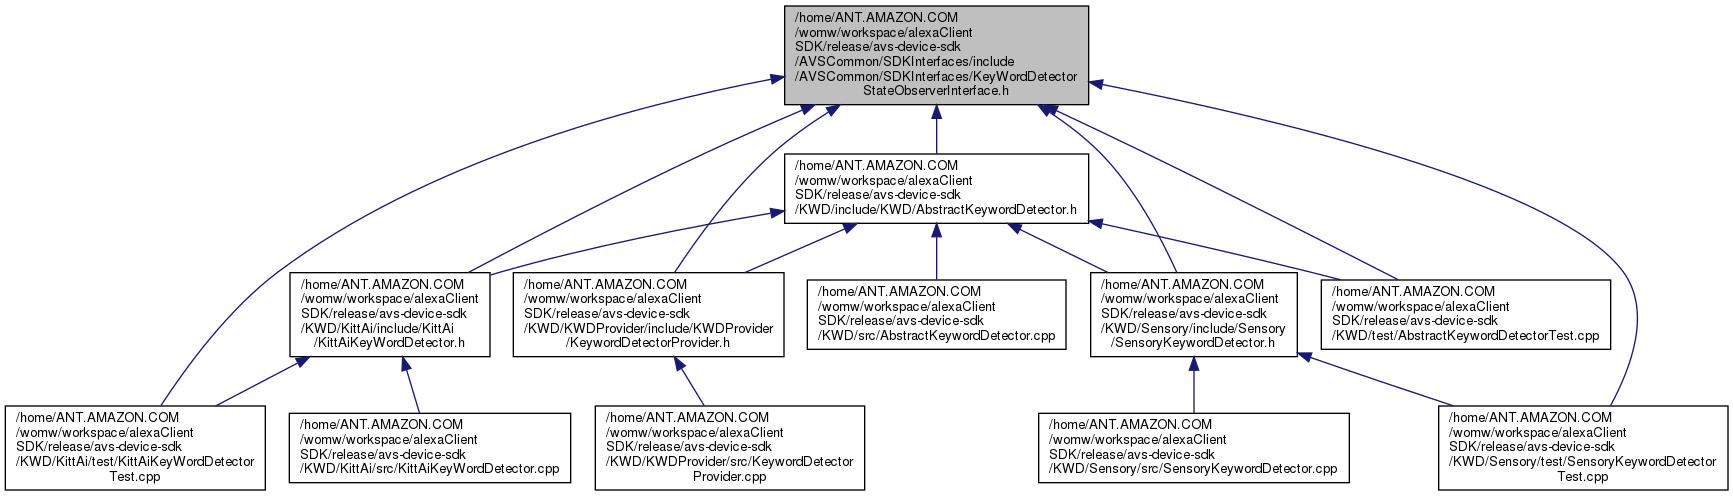 /home/ANT.AMAZON.COM
/womw/workspace/alexaClient
SDK/release/avs-device-sdk
/AVSCommon/SDKInterfaces/include
/AVSCommon/SDKInterfaces/KeyWordDetector
StateObserverInterface.h
/home/ANT.AMAZON.COM
/womw/workspace/alexaClient
SDK/release/avs-device-sdk
/KWD/include/KWD/AbstractKeywordDetector.h
/home/ANT.AMAZON.COM
/womw/workspace/alexaClient
SDK/release/avs-device-sdk
/KWD/KittAi/include/KittAi
/KittAiKeyWordDetector.h
/home/ANT.AMAZON.COM
/womw/workspace/alexaClient
SDK/release/avs-device-sdk
/KWD/KWDProvider/include/KWDProvider
/KeywordDetectorProvider.h
/home/ANT.AMAZON.COM
/womw/workspace/alexaClient
SDK/release/avs-device-sdk
/KWD/src/AbstractKeywordDetector.cpp
/home/ANT.AMAZON.COM
/womw/workspace/alexaClient
SDK/release/avs-device-sdk
/KWD/Sensory/include/Sensory
/SensoryKeywordDetector.h
/home/ANT.AMAZON.COM
/womw/workspace/alexaClient
SDK/release/avs-device-sdk
/KWD/test/AbstractKeywordDetectorTest.cpp
/home/ANT.AMAZON.COM
/womw/workspace/alexaClient
SDK/release/avs-device-sdk
/KWD/KittAi/test/KittAiKeyWordDetector
Test.cpp
/home/ANT.AMAZON.COM
/womw/workspace/alexaClient
SDK/release/avs-device-sdk
/KWD/KittAi/src/KittAiKeyWordDetector.cpp
/home/ANT.AMAZON.COM
/womw/workspace/alexaClient
SDK/release/avs-device-sdk
/KWD/KWDProvider/src/KeywordDetector
Provider.cpp
/home/ANT.AMAZON.COM
/womw/workspace/alexaClient
SDK/release/avs-device-sdk
/KWD/Sensory/src/SensoryKeywordDetector.cpp
/home/ANT.AMAZON.COM
/womw/workspace/alexaClient
SDK/release/avs-device-sdk
/KWD/Sensory/test/SensoryKeywordDetector
Test.cpp